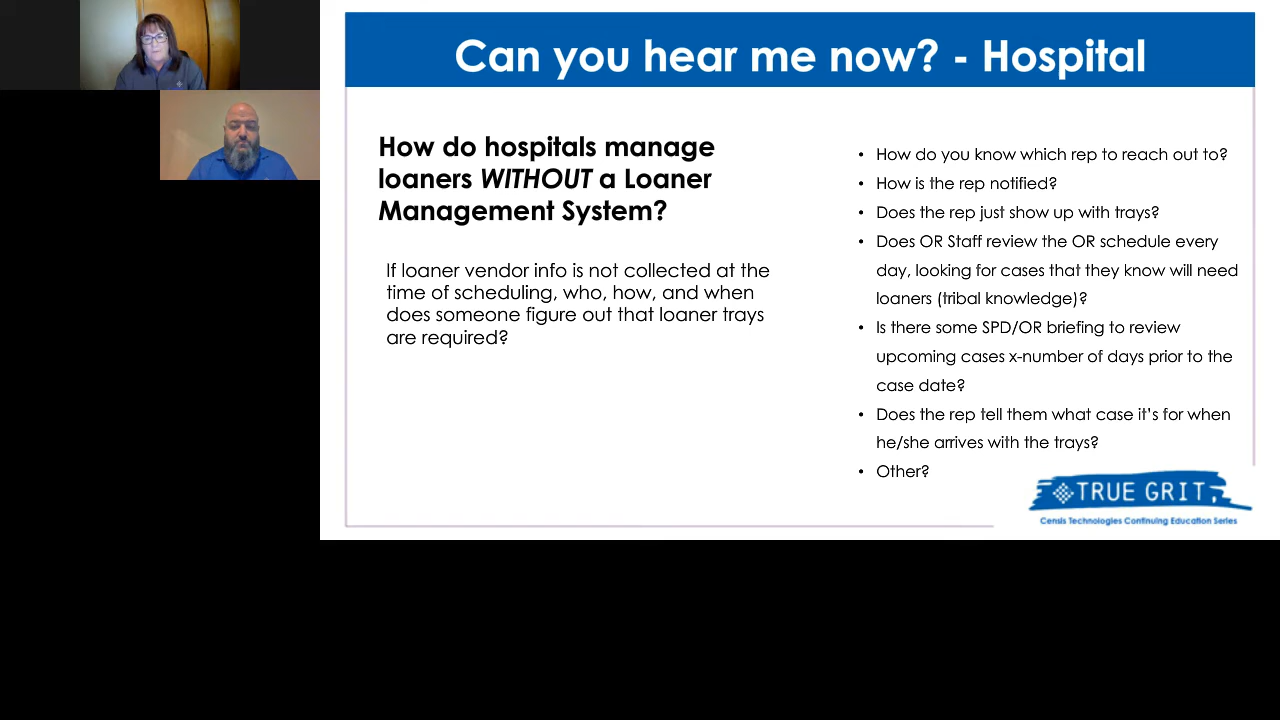 Can you hear me now? - Hospital
How do hospitals manage
loaners WITHOUT a Loaner
Management System?
If loaner vendor info is not collected at the
time of scheduling, who, how, and when
does someone figure out that loaner trays
are required?
• How do you know which rep to reach out to?
• How is the rep notified?
• Does the rep just show up with trays?
• Does OR Staff review the OR schedule every
day, looking for cases that they know will need
loaners (tribal knowledge)?
• Is there some SPD/OR briefing to review
upcoming cases x-number of days prior to the
case date?
• Does the rep tell them what case it's for when
he/she arrives with the trays?
• Other?
TRUE GRIT
Censis Technologies Continuing Education Series